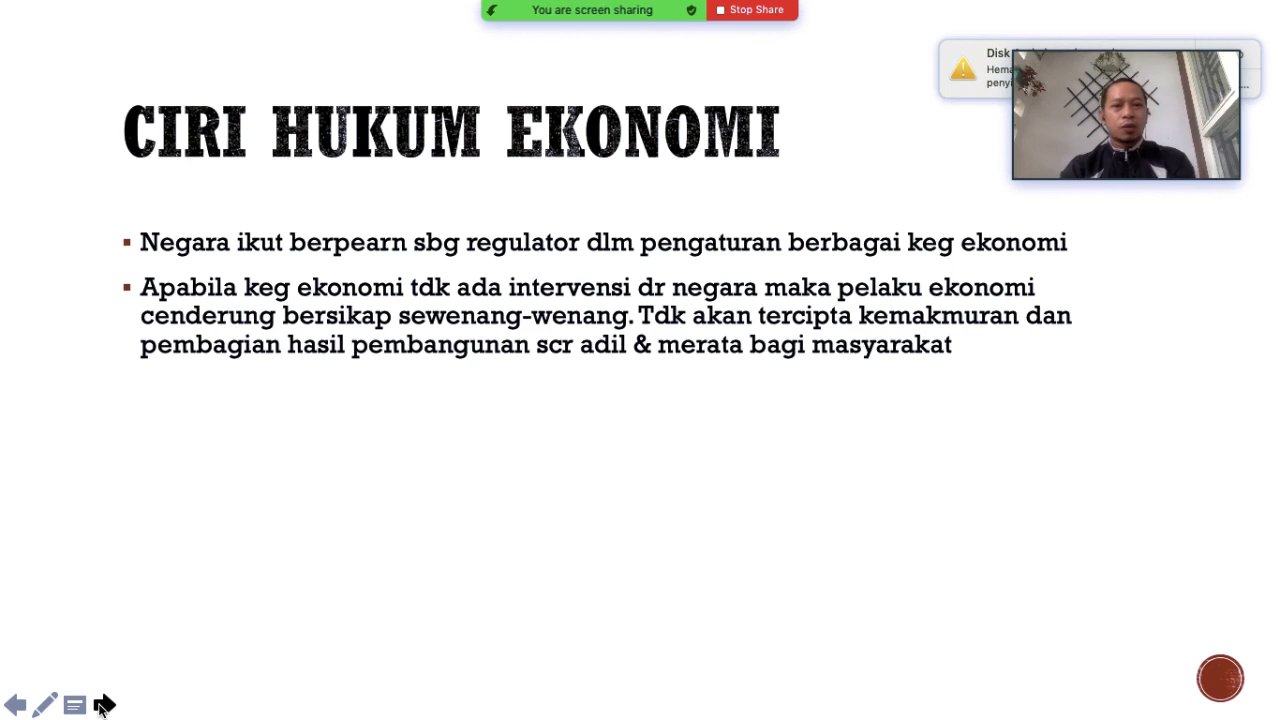 You are screen sharing
Stop Share
Disk
Hema
penyi
CIRI HUKUM EKONOMI
Negara ikut berpearn sbg regulator dlm pengaturan berbagai keg ekonomi
Apabila keg ekonomi tdk ada intervensi dr negara maka pelaku ekonomi
cenderung bersikap sewenang-wenang. Tdk akan tercipta kemakmuran dan
pembagian hasil pembangunan scr adil & merata bagi masyarakat